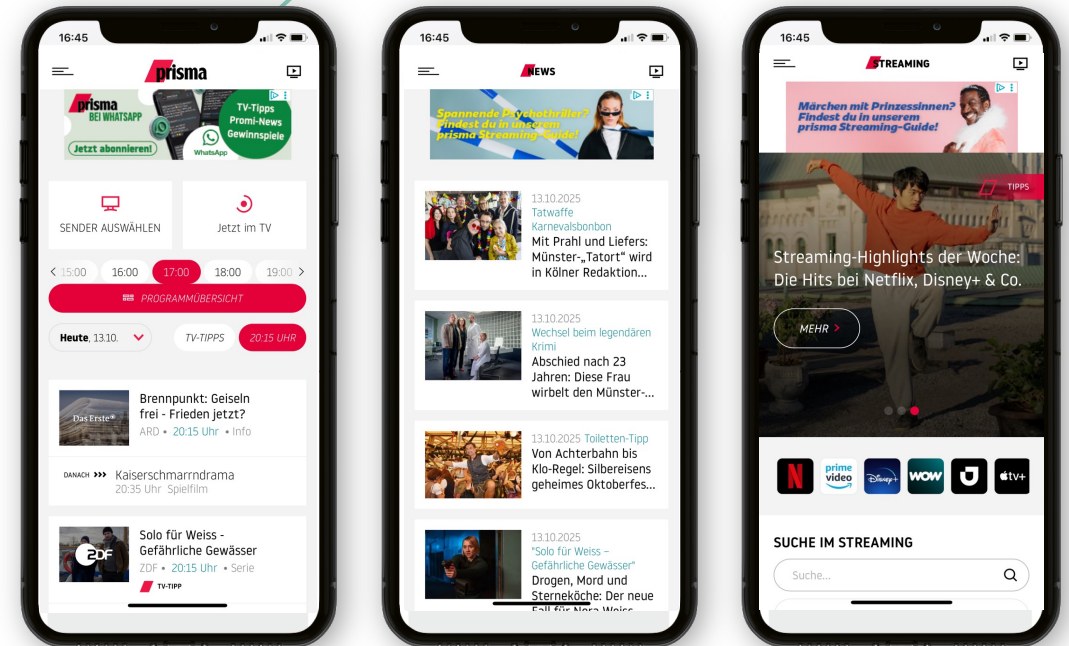 16:45
prisma
prisma
BEI WHATSAPP
Jetzt abonnieren!
WhatsApp
TV-Tipps
Promi-News
Gewinnspiele
SENDER AUSWÄHLEN
Jetzt im TV
15:00 16:00 17:00 18:00 19:00
PROGRAMMÜBERSICHT
Heute, 13.10.
TV-TIPPS
20:15 UHR
Das Erste
Brennpunkt: Geiseln
frei - Frieden jetzt?
ARD • 20:15 Uhr • Info
DANACH >>> Kaiserschmarrndrama
20:35 Uhr Spielfilm
ZDF
Solo für Weiss -
Gefährliche Gewässer
ZDF • 20:15 Uhr • Serie
TV-TIPP
16:45
NEWS
Spannende Psychothriller?
Findest du in unserem
prisma Streaming-Guide!
13.10.2025
Tatwaffe
Karnevalsbonbon
Mit Prahl und Liefers:
Münster-„Tatort“ wird
in Kölner Redaktion...
13.10.2025
Wechsel beim legendären
Krimi
Abschied nach 23
Jahren: Diese Frau
wirbelt den Münster-...
13.10.2025 Toiletten-Tipp
Von Achterbahn bis
Klo-Regel: Silbereisens
geheimes Oktoberfes...
13.10.2025
"Solo für Weiss –
Gefährliche Gewässer"
Drogen, Mord und
Sterneköche: Der neue
Fall für Nora Weiss
16:45
STREAMING
Märchen mit Prinzessinnen?
Findest du in unserem
prisma Streaming-Guide!
TIPPS
Streaming-Highlights der Woche:
Die Hits bei Netflix, Disney+ & Co.
MEHR >
N
prime
video
Disney+
WOW
tv+
SUCHE IM STREAMING
Suche...